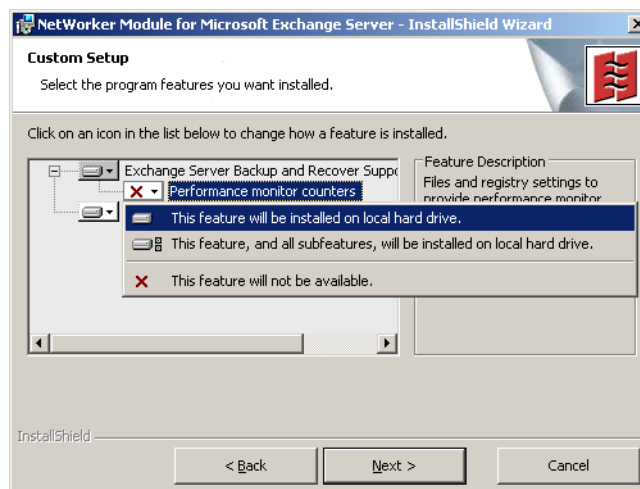 NetWorker Module for Microsoft Exchange Server - InstallShield Wizard
Custom Setup
Select the program features you want installed.
Click on an icon in the list below to change how a feature is installed.
Exchange Server Backup and Recover
Performance monitor counters
Feature Description
Files and registry settings to
provide performance monitor
This feature will be installed on local hard drive.
This feature, and all subfeatures, will be installed on local hard drive.
This feature will not be available.
InstallShield
< Back
Next >
Cancel